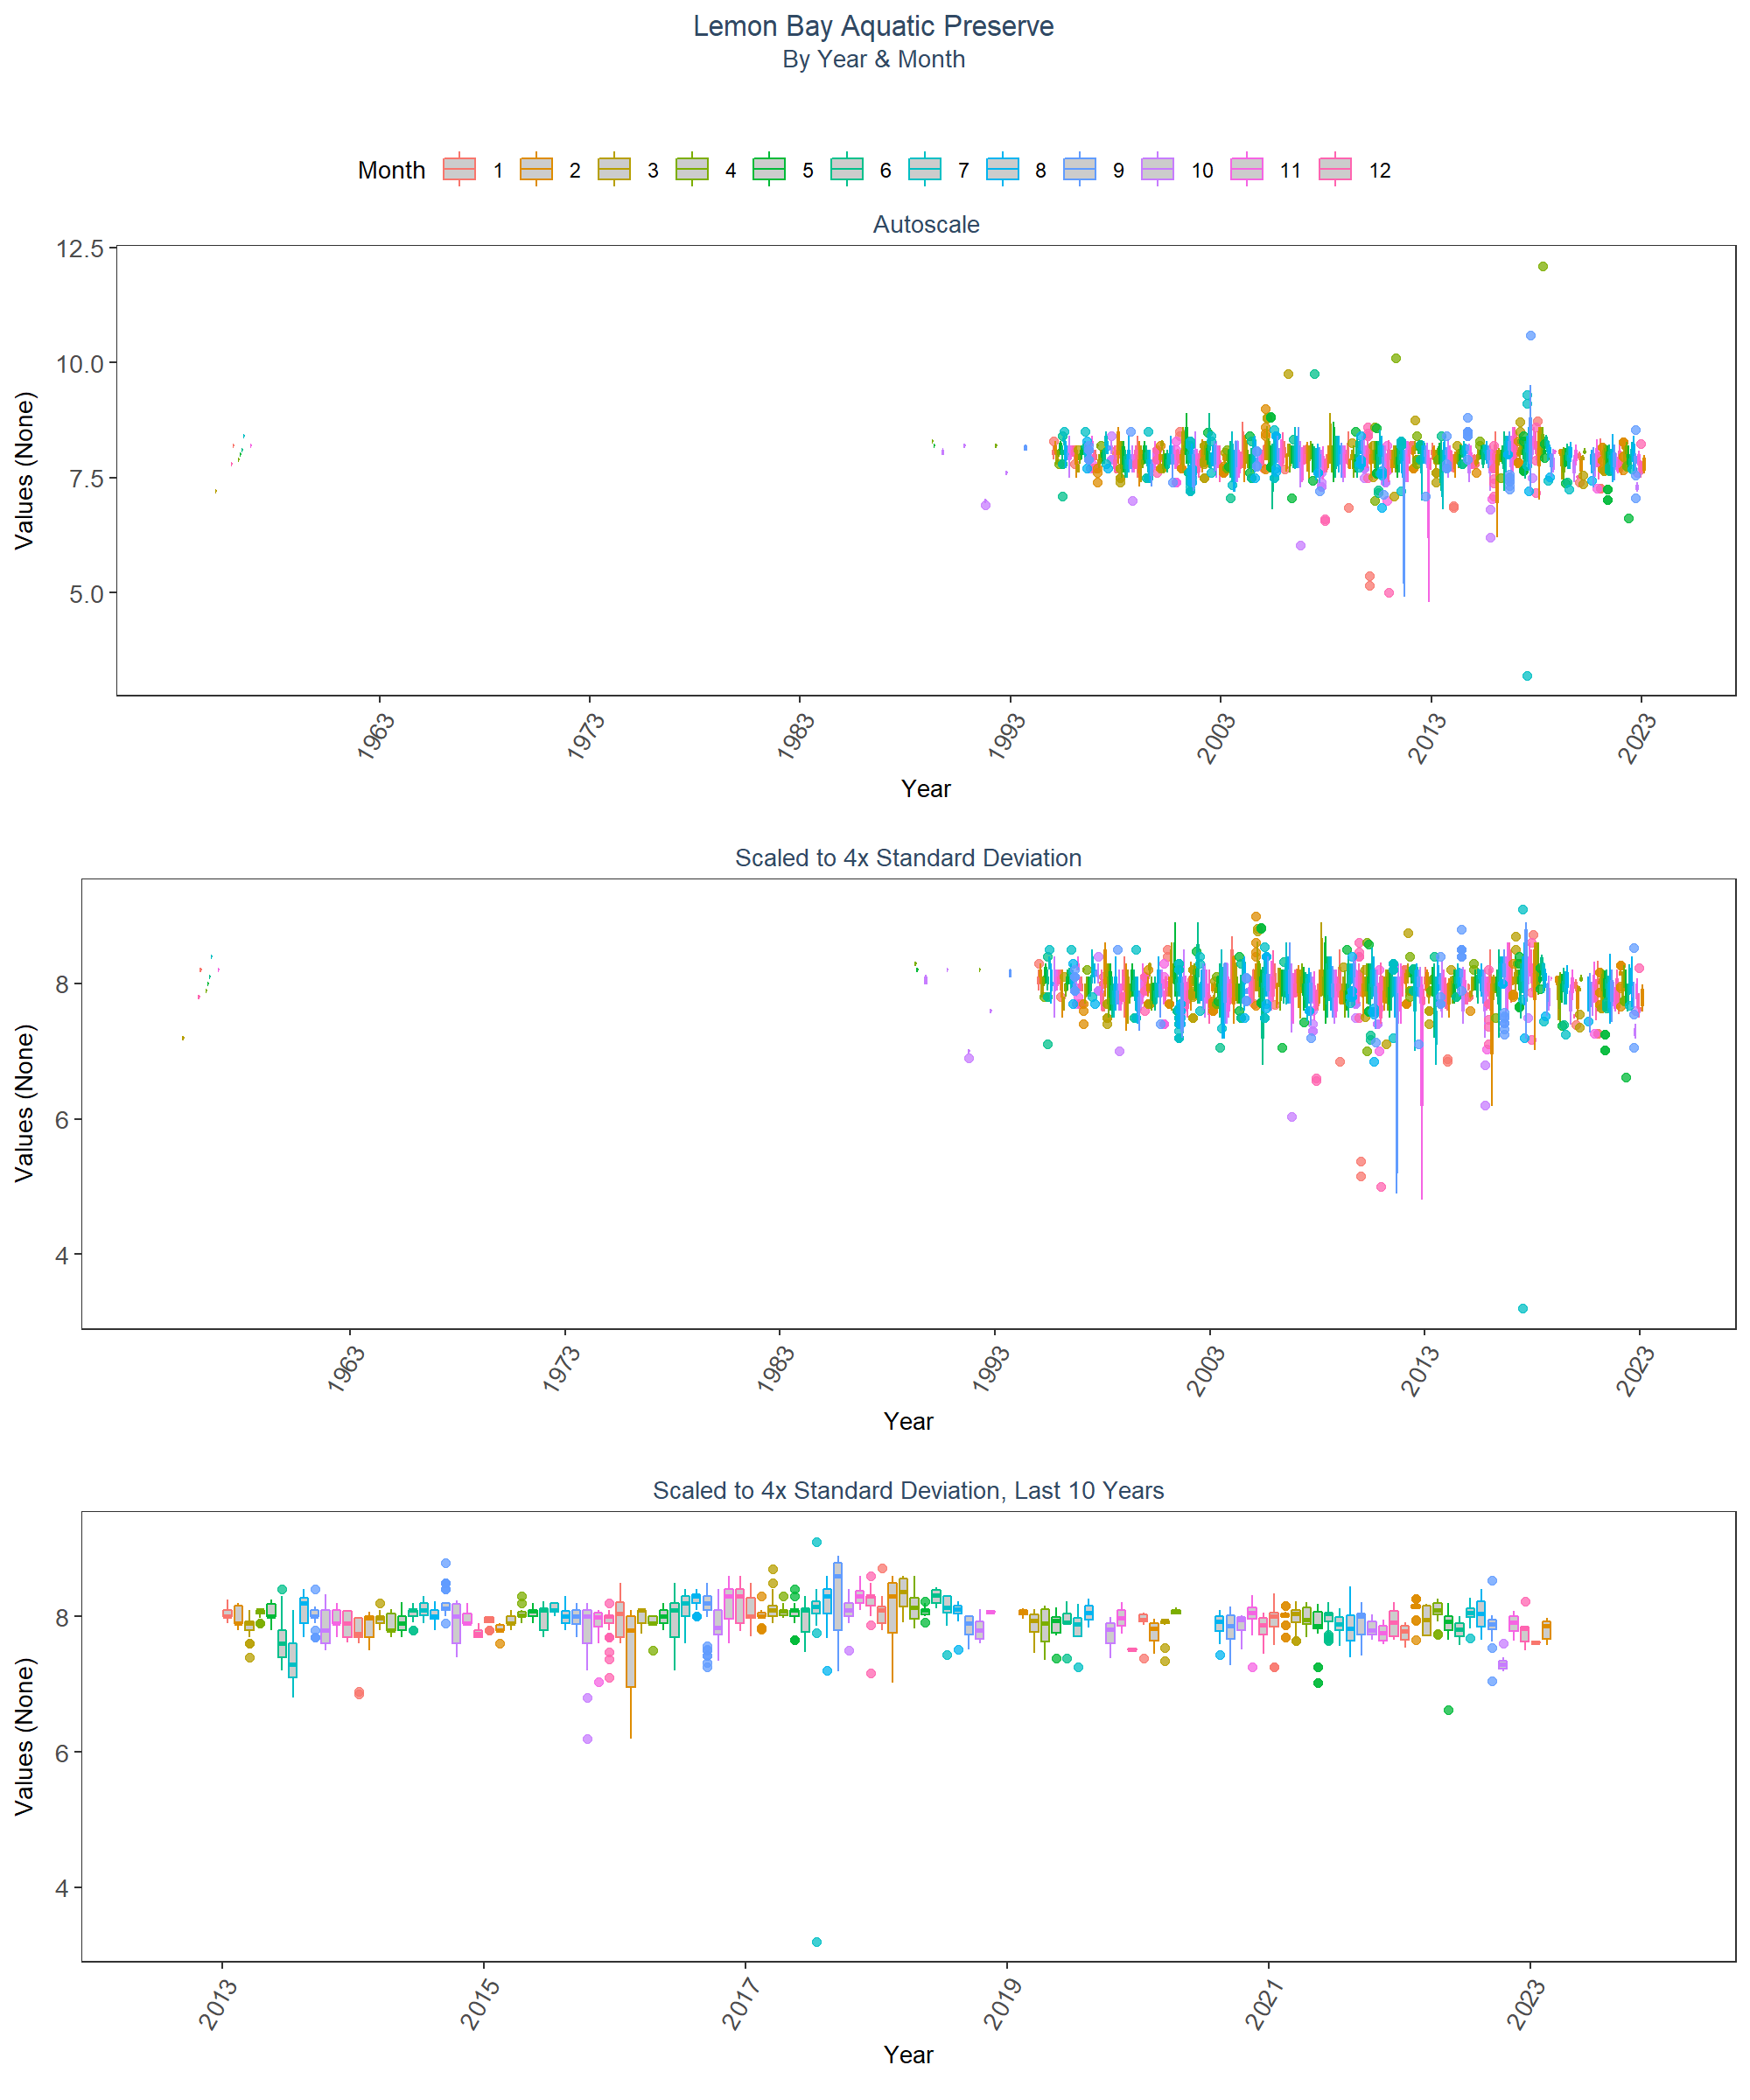 Lemon Bay Aquatic Preserve
By Year & Month
Month 1 2 3 4 5 6 7 8 9 10 11 12
Autoscale
12.5
10.0
7.5
5.0
Values (None)
1963 1973 1983 1993 2003 2013 2023
Year
Scaled to 4x Standard Deviation
8
6
4
Values (None)
1963 1973 1983 1993 2003 2013 2023
Year
Scaled to 4x Standard Deviation, Last 10 Years
8
6
4
Values (None)
2013 2015 2017 2019 2021 2023
Year